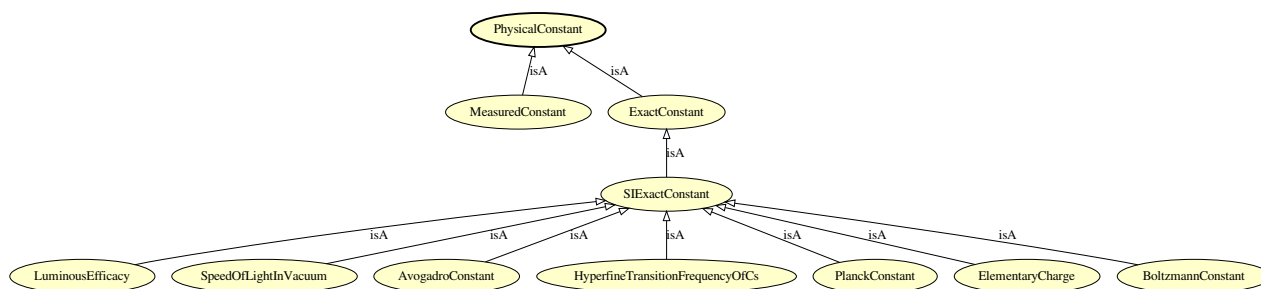 PhysicalConstant
isA
isA
MeasuredConstant
ExactConstant
isA
SIExactConstant
isA
isA
isA
isA
isA
isA
isA
LuminousEfficacy
SpeedOfLightInVacuum
AvogadroConstant
HyperfineTransitionFrequencyOfCs
PlanckConstant
ElementaryCharge
BoltzmannConstant